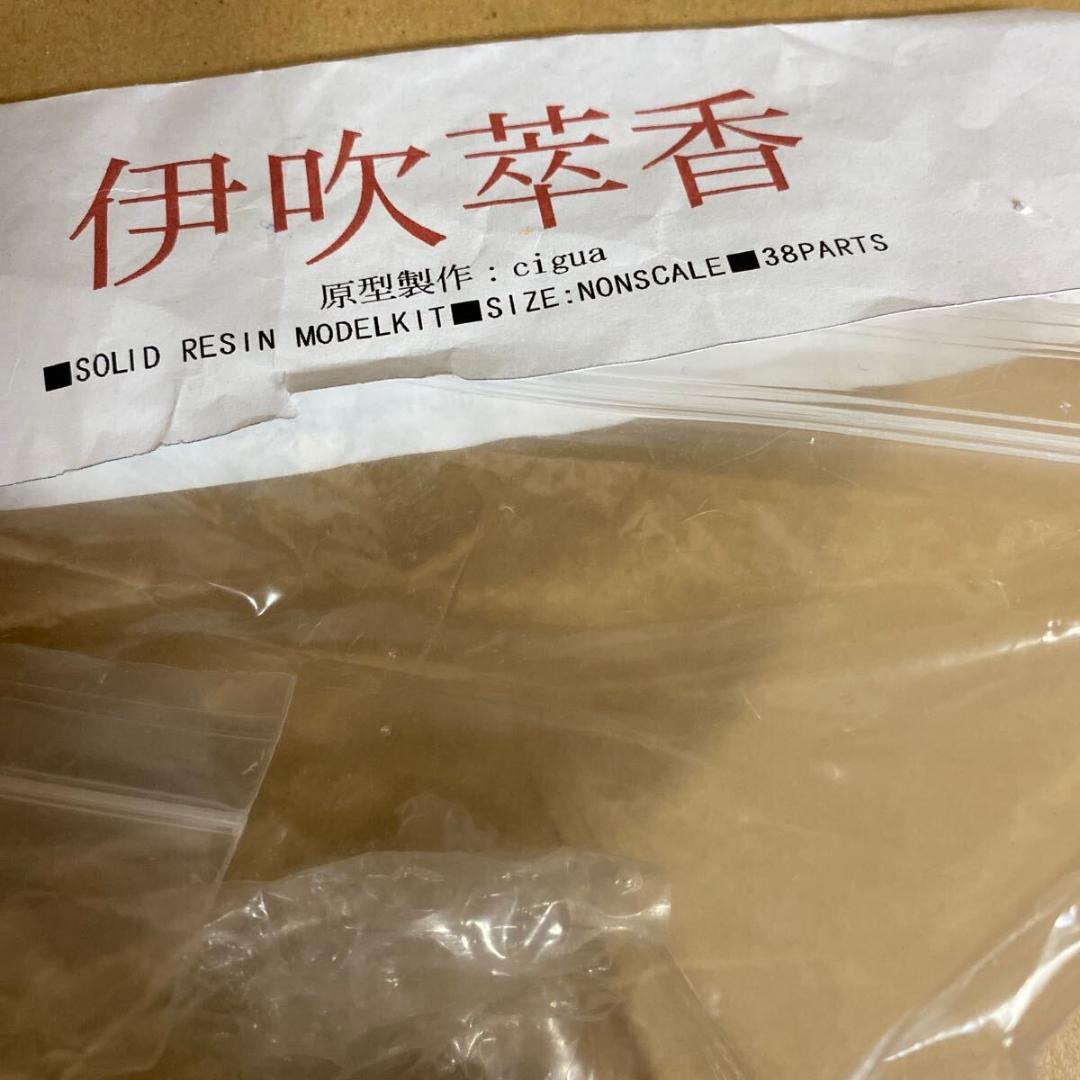 伊吹萃香
原型製作：cigua
■SOLID RESIN MODELKIT■SIZE:NONSCALE■38PARTS